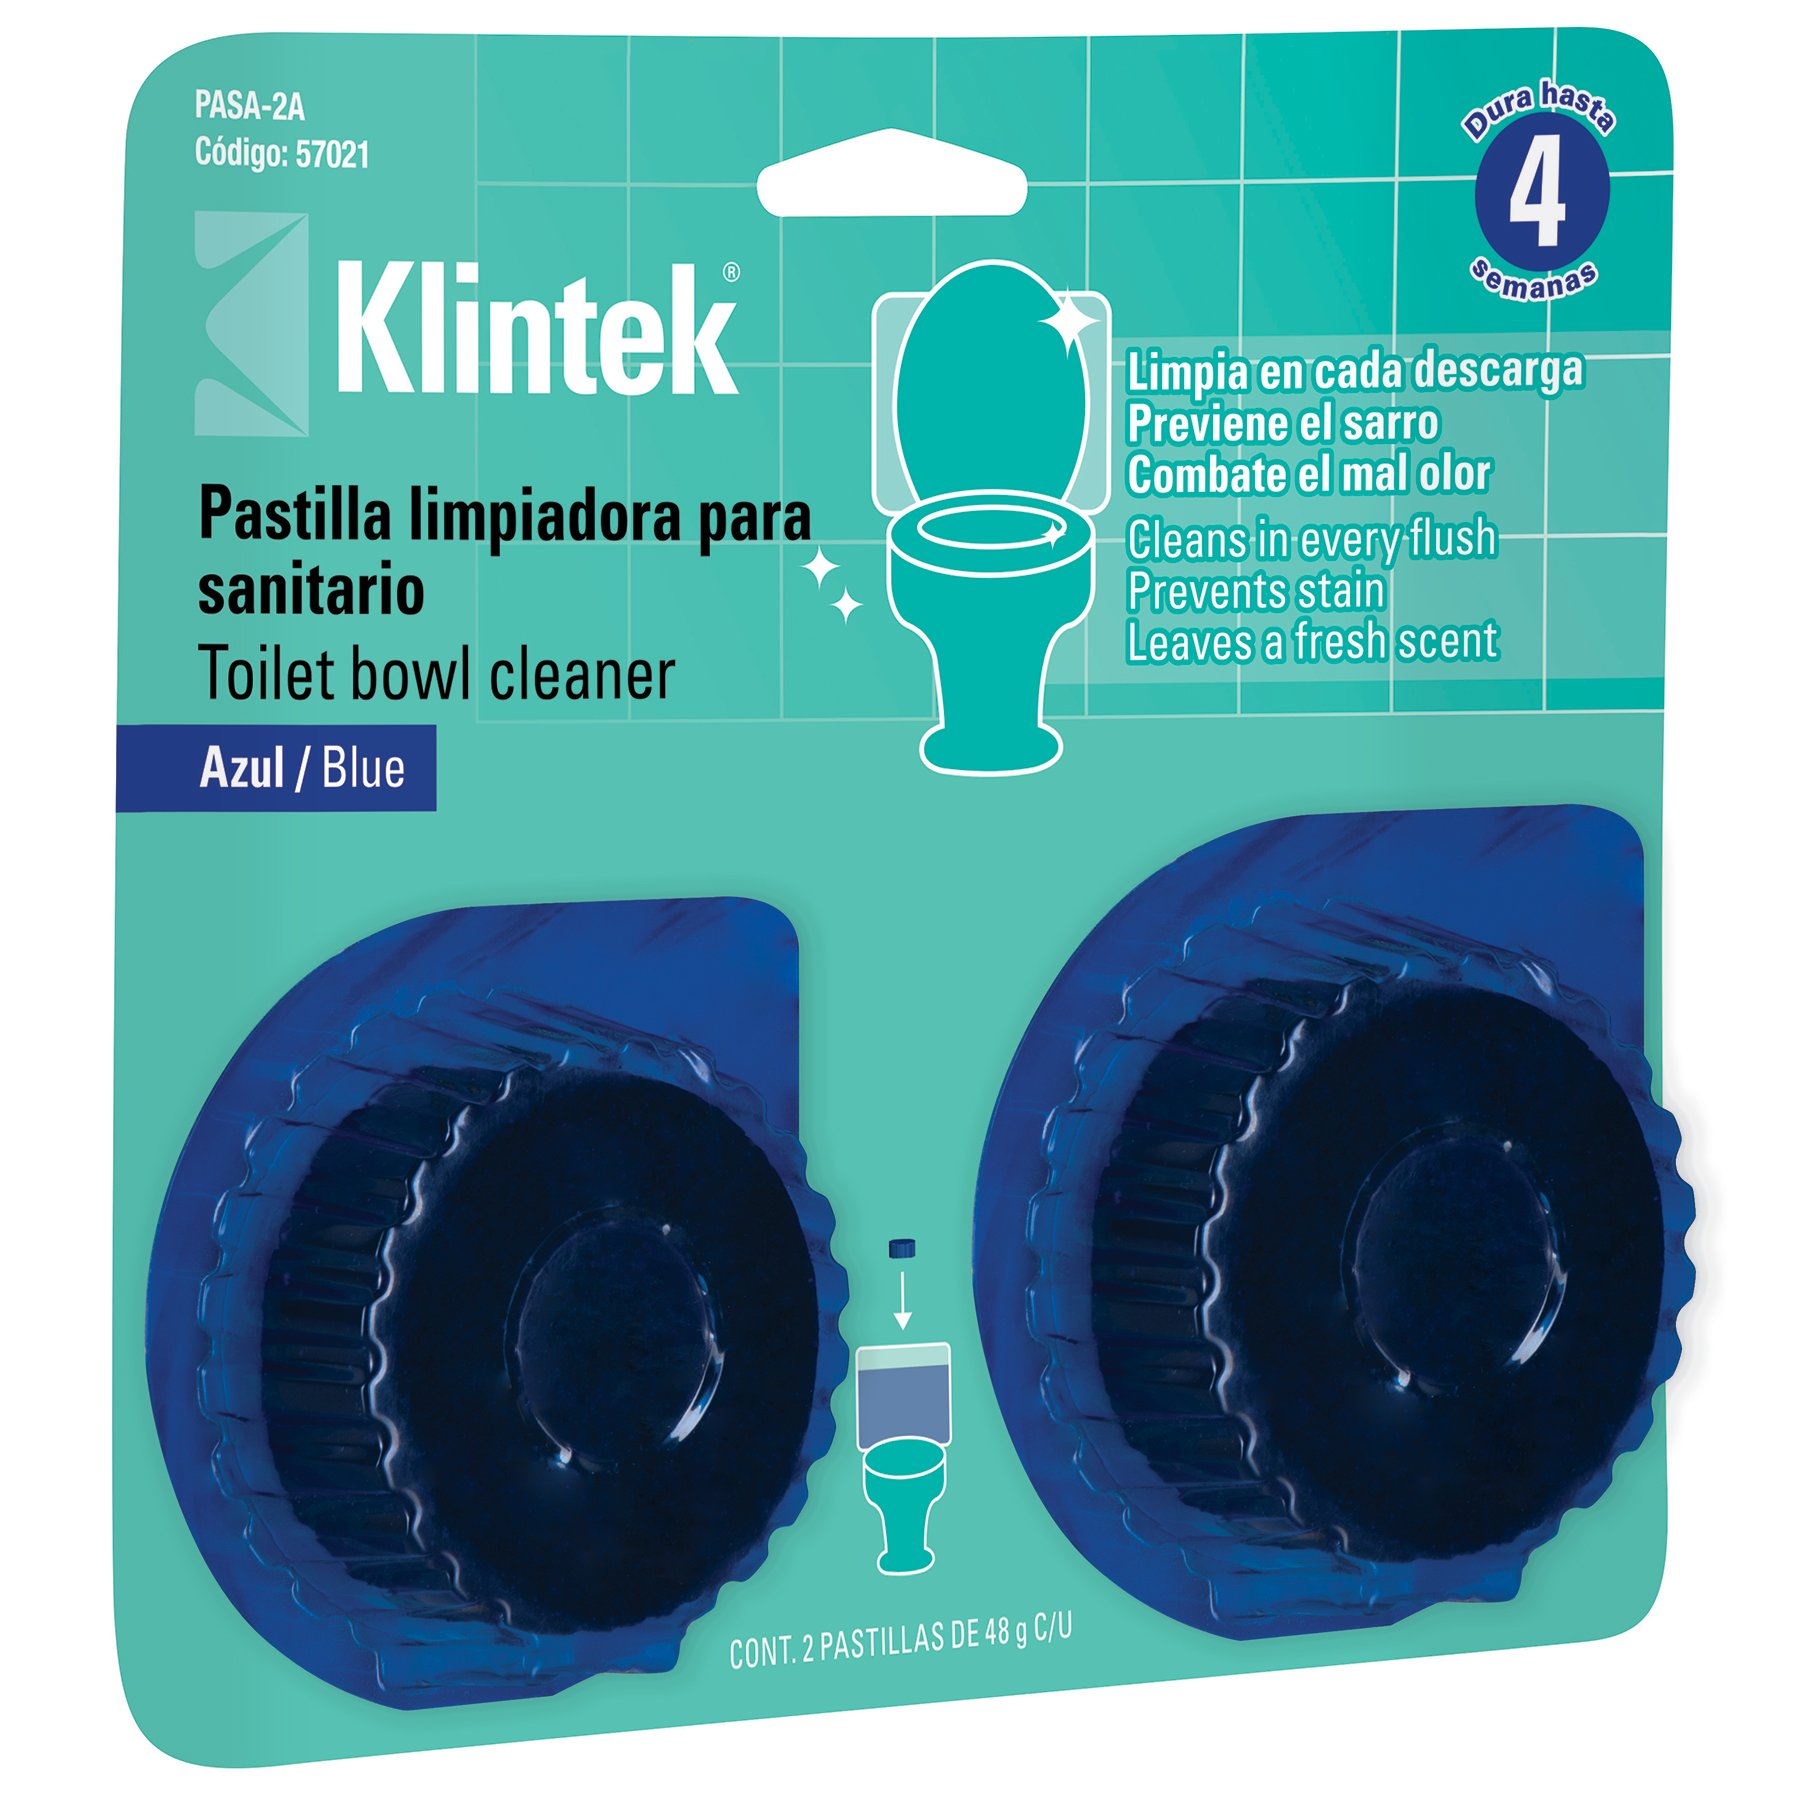 PASA-2A
Código: 57021
Dura hasta
4
semanas
Klintek®
Limpia en cada descarga
Previene el sarro
Combate el mal olor
Cleans in every flush
Prevents stain
Leaves a fresh scent
Pastilla limpiadora para
sanitario
Toilet bowl cleaner
Azul / Blue
CONT. 2 PASTILLAS DE 48 g C/U